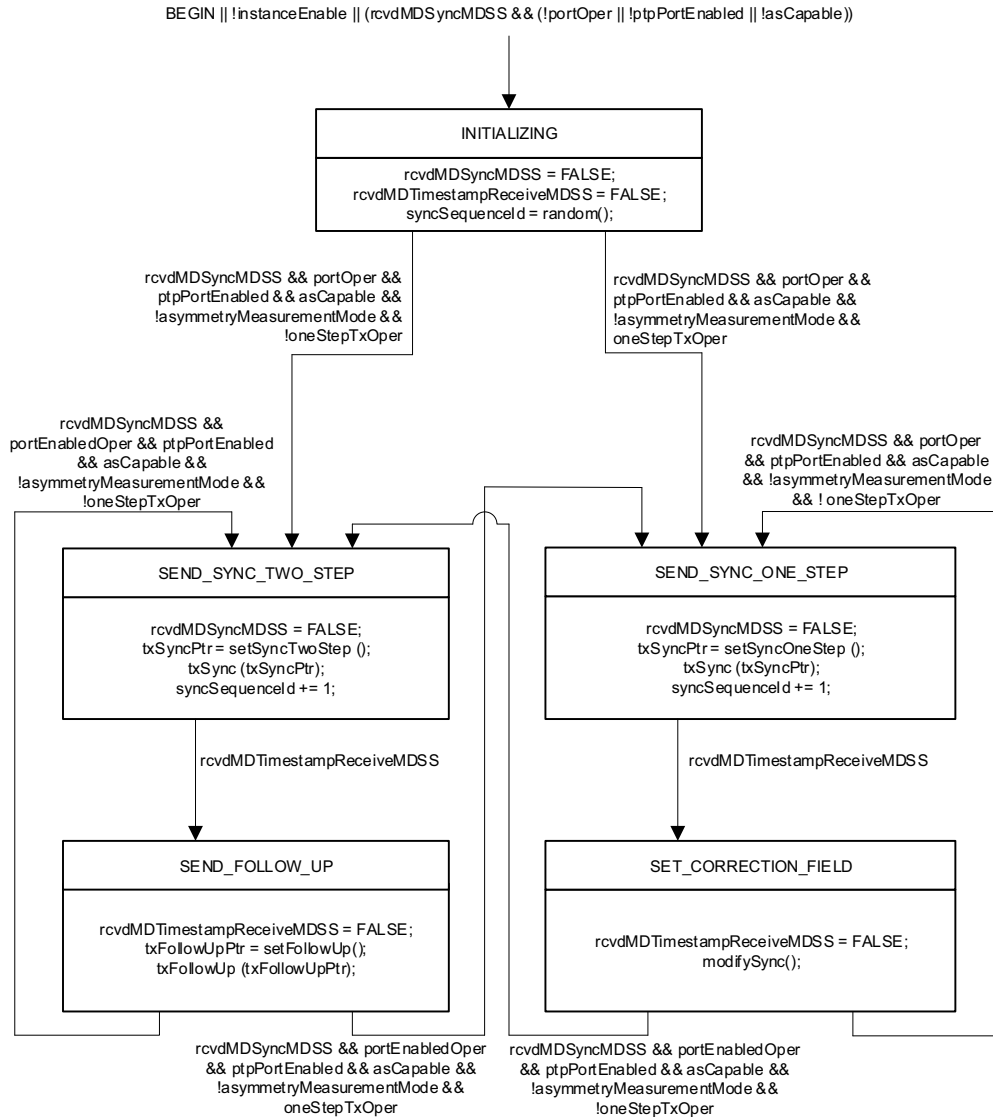 BEGIN || !instanceEnable || (rcvdMDSyncMDSS && (!portOper || !ptpPortEnabled || !asCapable))
INITIALIZING
rcvdMDSyncMDSS = FALSE;
rcvdMDTimestampReceiveMDSS = FALSE;
syncSequenceId = random();
rcvdMDSyncMDSS && portOper &&
ptpPortEnabled && asCapable &&
!asymmetryMeasurementMode &&
!oneStepTxOper
rcvdMDSyncMDSS && portOper &&
ptpPortEnabled && asCapable &&
!asymmetryMeasurementMode &&
oneStepTxOper
rcvdMDSyncMDSS &&
portEnabledOper && ptpPortEnabled
&& asCapable &&
!asymmetryMeasurementMode &&
!oneStepTxOper
rcvdMDSyncMDSS && portOper
&& ptpPortEnabled && asCapable
&& !asymmetryMeasurementMode
&& ! oneStepTxOper
SEND_SYNC_TWO_STEP
rcvdMDSyncMDSS = FALSE;
txSyncPtr = setSyncTwoStep ();
txSync (txSyncPtr);
syncSequenceId += 1;
SEND_SYNC_ONE_STEP
rcvdMDSyncMDSS = FALSE;
txSyncPtr = setSyncOneStep ();
txSync (txSyncPtr);
syncSequenceId += 1;
rcvdMDTimestampReceiveMDSS
rcvdMDTimestampReceiveMDSS
SEND_FOLLOW_UP
rcvdMDTimestampReceiveMDSS = FALSE;
txFollowUpPtr = setFollowUp();
txFollowUp (txFollowUpPtr);
SET_CORRECTION_FIELD
rcvdMDTimestampReceiveMDSS = FALSE;
modifySync();
rcvdMDSyncMDSS && portEnabledOper
&& ptpPortEnabled && asCapable &&
!asymmetryMeasurementMode &&
oneStepTxOper
rcvdMDSyncMDSS && portEnabledOper
&& ptpPortEnabled && asCapable &&
!asymmetryMeasurementMode &&
!oneStepTxOper